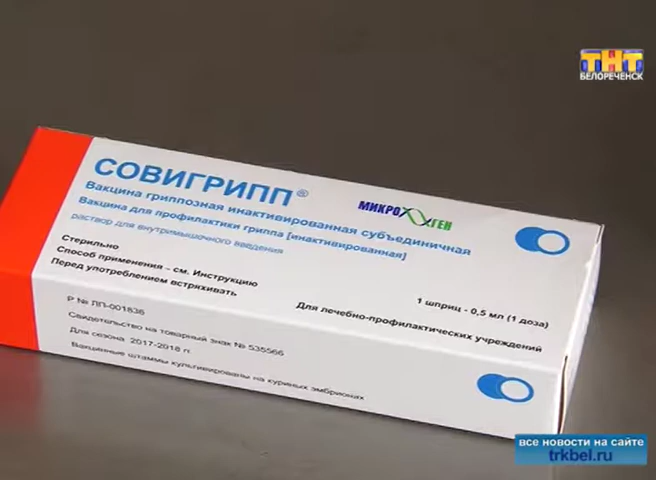 ТНТ
БЕЛОРЕЧЕНСК
СОВИГРИПП®
Вакцина гриппозная инактивированная субъединичная
Вакцина для профилактики гриппа [инактивированная]
раствор для внутримышечного введения
МИКРОГЕН
Стерильно
Способ применения – см. Инструкцию
Перед употреблением встряхивать
1 шприц - 0,5 мл (1 доза)
Для лечебно-профилактических учреждений
Р № ЛП-001836
Свидетельство на товарный знак № 535566
Для сезона 2017-2018 гг.
Вакцинные штаммы культивированы на куриных эмбрионах
все новости на сайте
trkbel.ru